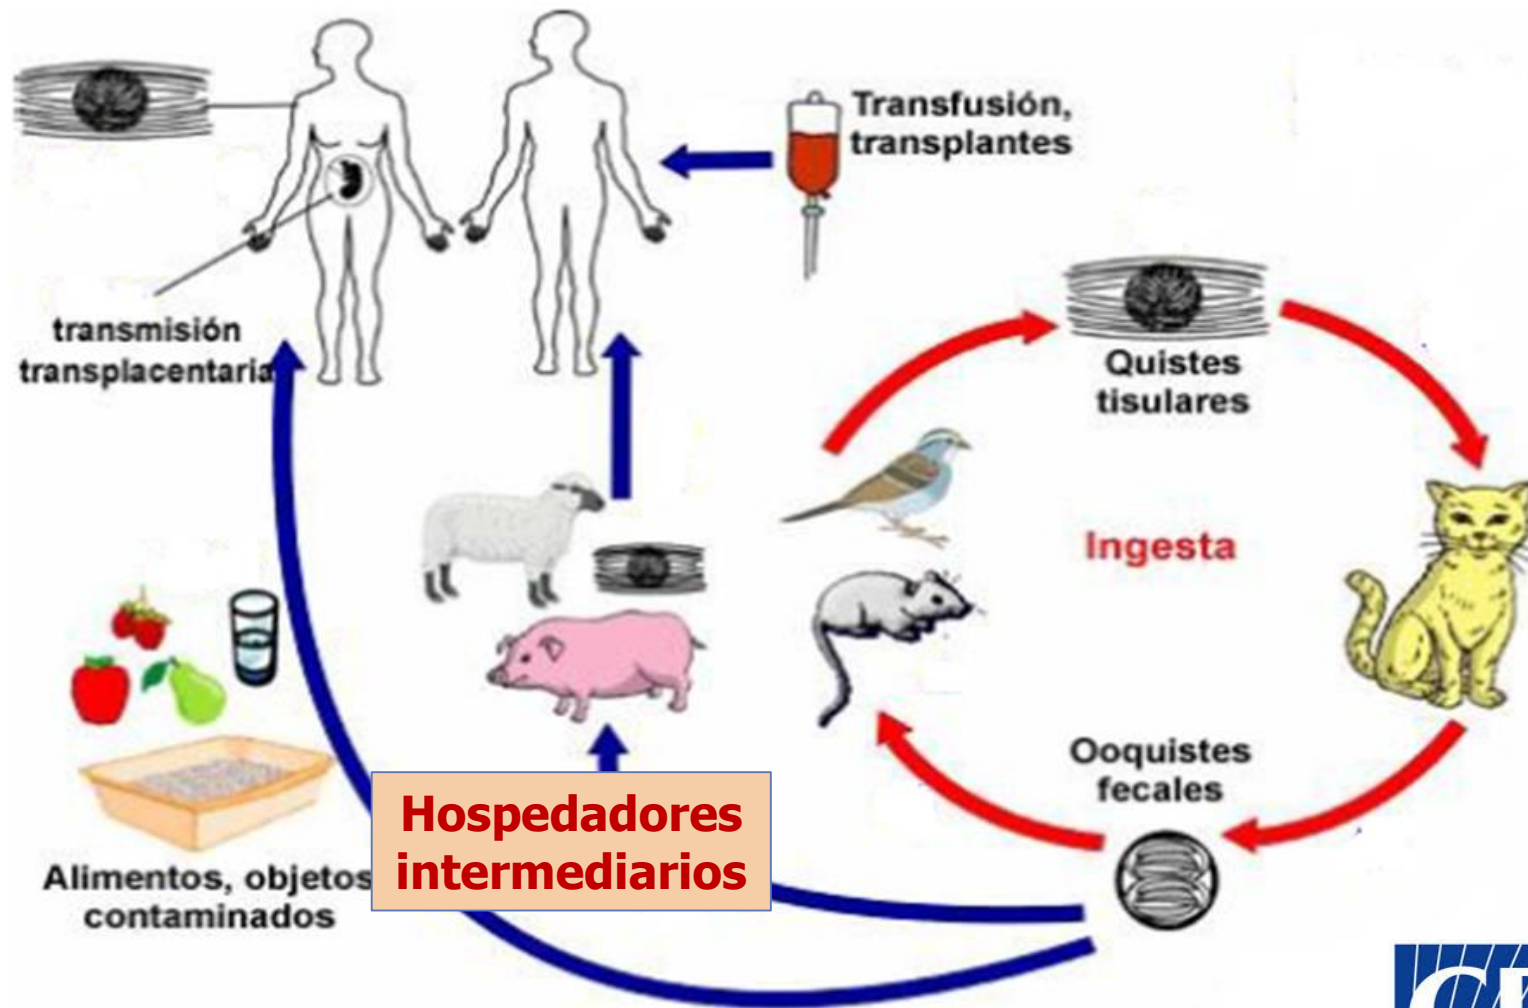 Transfusión,
transplantes
transmisión
transplacentaria
Quistes
tisulares
Ingesta
Ooquistes
fecales
Hospedadores
intermediarios
Alimentos, objetos
contaminados